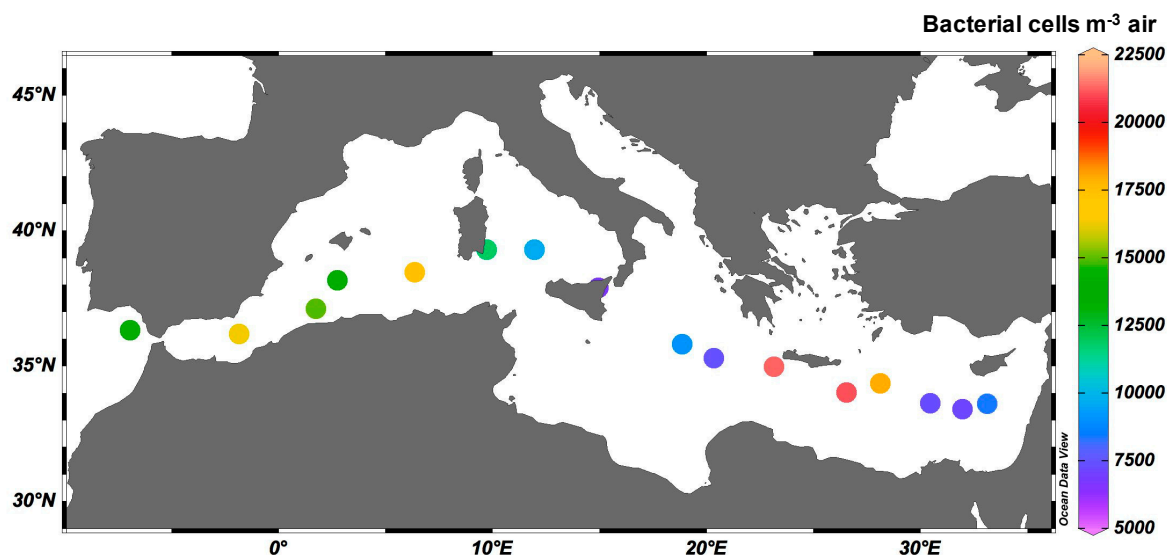 Bacterial cells m⁻³ air
22500
45°N
20000
17500
40°N
15000
12500
35°N
10000
7500
30°N
Ocean Data View
5000
0°
10°E
20°E
30°E